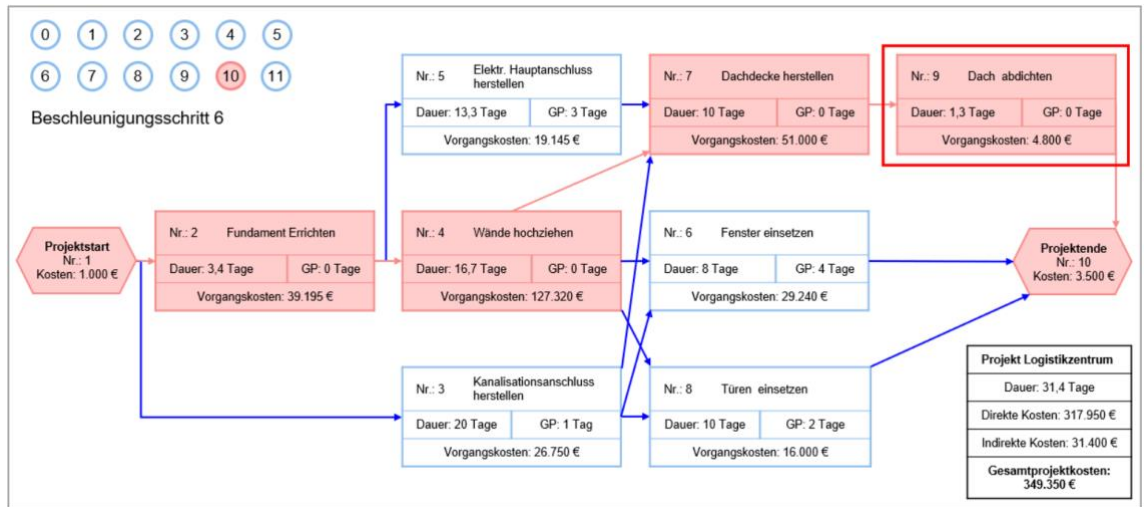 0 1 2 3 4 5
6 7 8 9 10 11
Beschleunigungsschritt 6
Nr.: 5 Elektr. Hauptanschluss
herstellen
Dauer: 13,3 Tage GP: 3 Tage
Vorgangskosten: 19.145 €
Nr.: 7 Dachdecke herstellen
Dauer: 10 Tage GP: 0 Tage
Vorgangskosten: 51.000 €
Nr.: 9 Dach abdichten
Dauer: 1,3 Tage GP: 0 Tage
Vorgangskosten: 4.800 €
Projektstart
Nr.: 1
Kosten: 1.000 €
Nr.: 2 Fundament Errichten
Dauer: 3,4 Tage GP: 0 Tage
Vorgangskosten: 39.195 €
Nr.: 4 Wände hochziehen
Dauer: 16,7 Tage GP: 0 Tage
Vorgangskosten: 127.320 €
Nr.: 6 Fenster einsetzen
Dauer: 8 Tage GP: 4 Tage
Vorgangskosten: 29.240 €
Projektende
Nr.: 10
Kosten: 3.500 €
Nr.: 3 Kanalisationsanschluss
herstellen
Dauer: 20 Tage GP: 1 Tag
Vorgangskosten: 26.750 €
Nr.: 8 Türen einsetzen
Dauer: 10 Tage GP: 2 Tage
Vorgangskosten: 16.000 €
Projekt Logistikzentrum
Dauer: 31,4 Tage
Direkte Kosten: 317.950 €
Indirekte Kosten: 31.400 €
Gesamtprojektkosten:
349.350 €